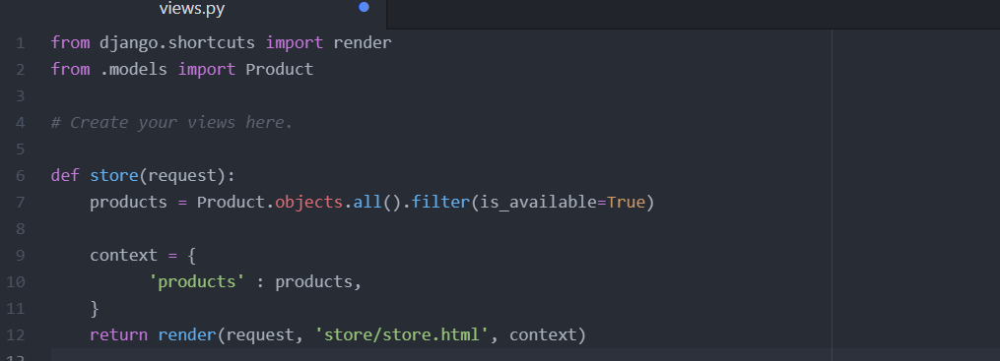 views.py
1 from django.shortcuts import render
2 from .models import Product
3
4 # Create your views here.
5
6 def store(request):
7     products = Product.objects.all().filter(is_available=True)
8
9     context = {
10           'products' : products,
11     }
12     return render(request, 'store/store.html', context)
13